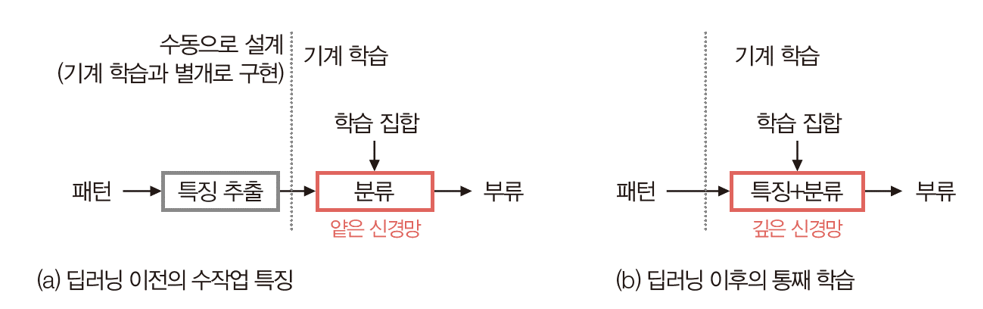 수동으로 설계
(기계 학습과 별개로 구현)
기계 학습
학습 집합
패턴
특징 추출
분류
부류
얕은 신경망
(a) 딥러닝 이전의 수작업 특징
기계 학습
학습 집합
패턴
특징+분류
부류
깊은 신경망
(b) 딥러닝 이후의 통째 학습